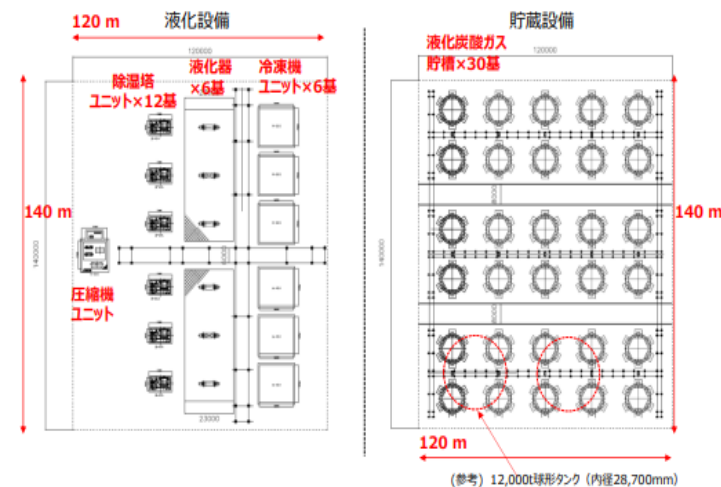 液化設備
貯蔵設備
120 m
120000
除湿塔
ユニット×12基
液化器
×6基
冷凍機
ユニット×6基
液化炭酸ガス
貯槽×30基
120000
140 m
140000
圧縮機
ユニット
23000
140 m
140000
120 m
(参考) 12,000t球形タンク（内径28,700mm）